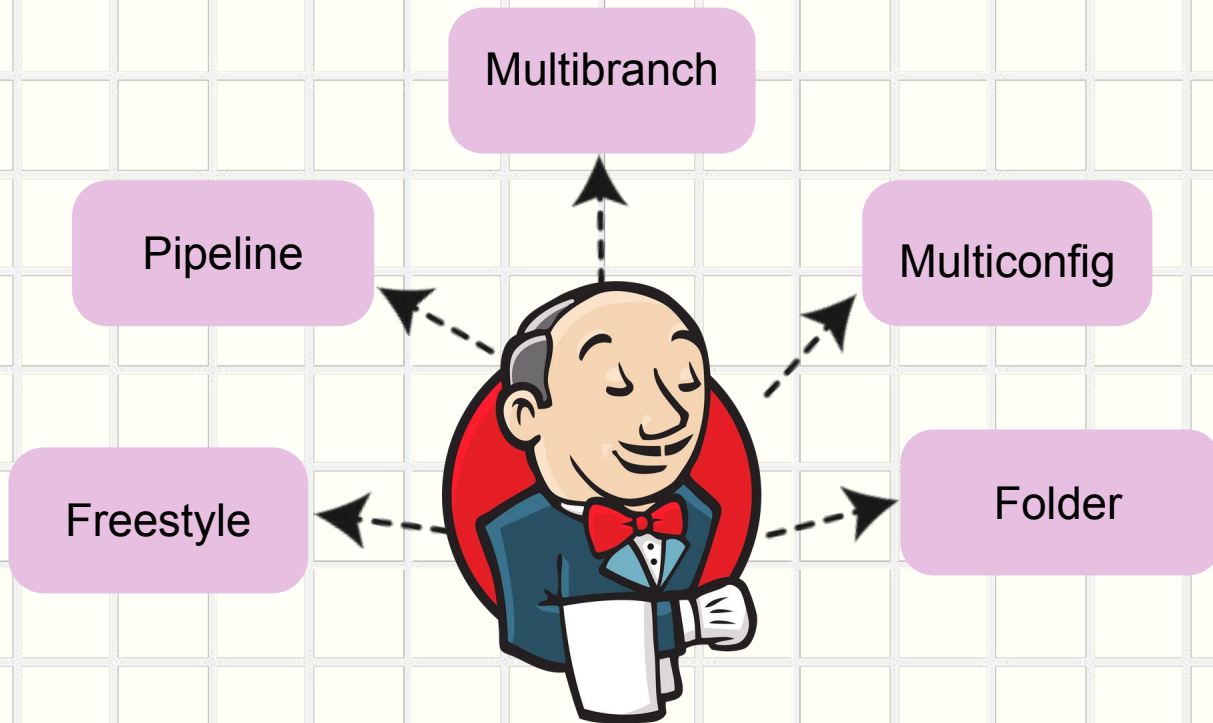 Multibranch
Pipeline
Multiconfig
Freestyle
Folder